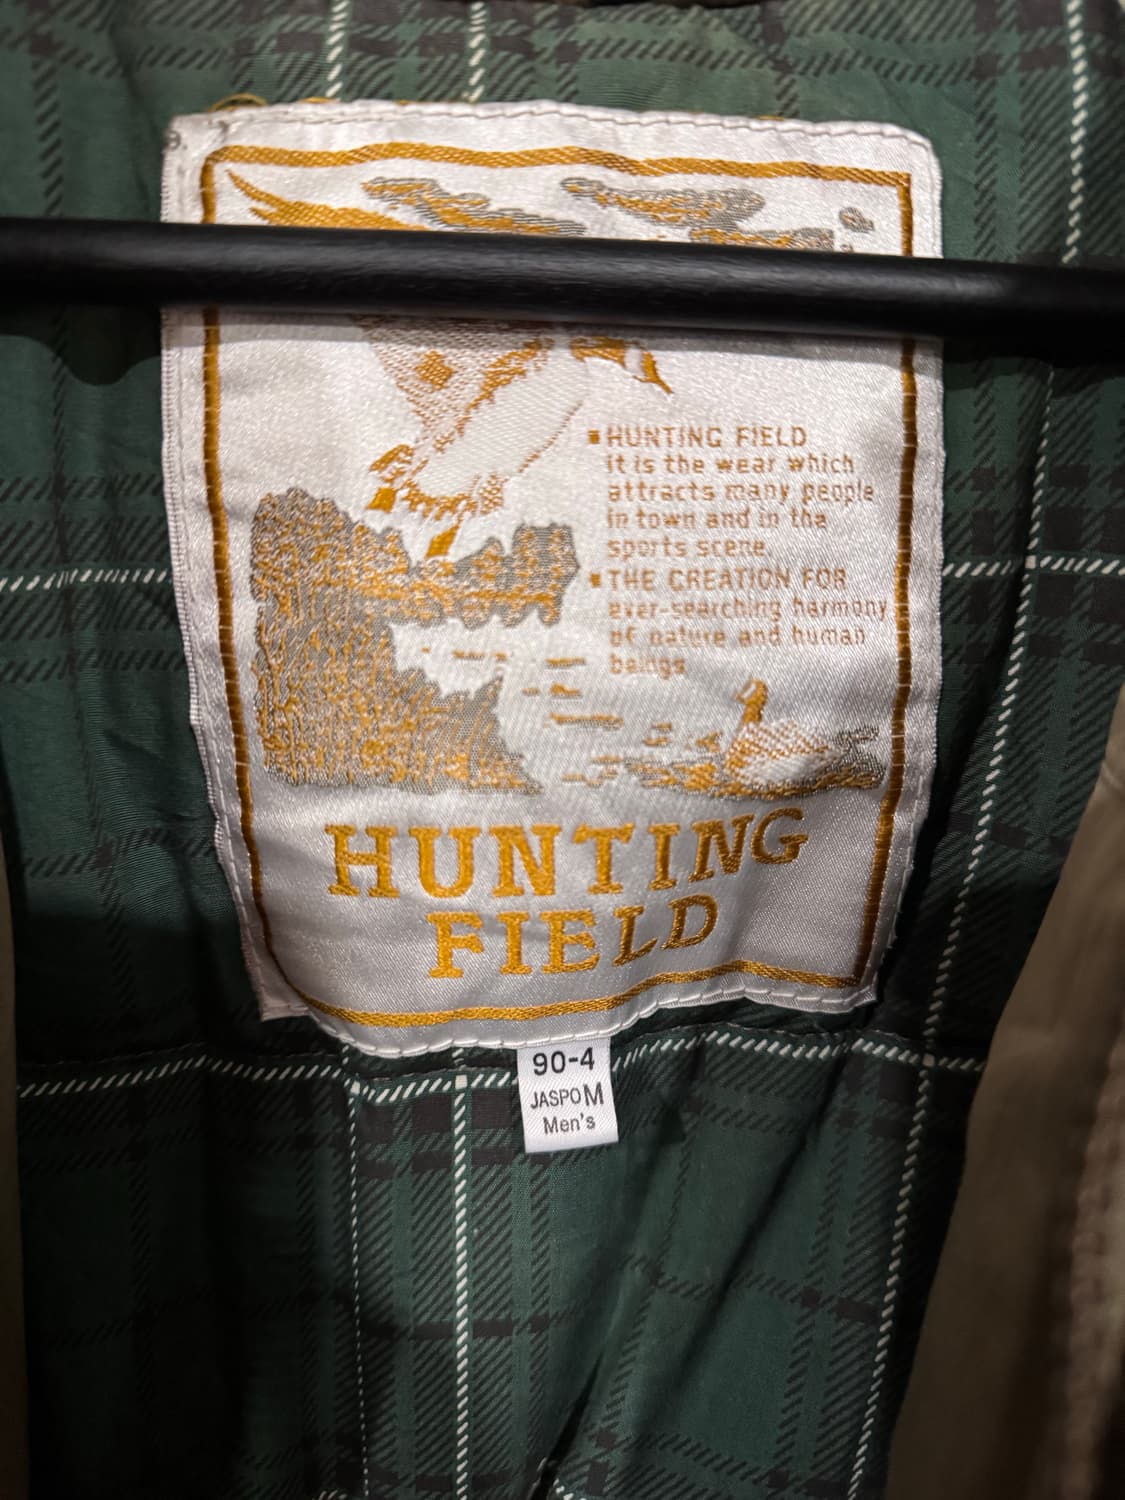 ▪HUNTING FIELD
it is the wear which
attracts many people
in town and in the
sports scene.
▪THE CREATION FOR
ever-searching harmony
of nature and human
beings
HUNTING
FIELD
90-4
JASPO M
Men's